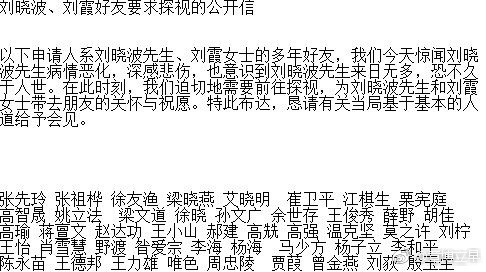 刘晓波、刘霞好友要求探视的公开信
以下申请人系刘晓波先生、刘霞女士的多年好友，我们今天惊闻刘晓
波先生病情恶化，深感悲伤，也意识到刘晓波先生来日无多，恐不久
于人世。在此时刻，我们迫切地需要前往探视，为刘晓波先生和刘霞
女士带去朋友的关怀与祝愿。特此布达，恳请有关当局基于基本的人
道给予会见。
张先玲 张祖桦 徐友渔 梁晓燕 艾晓明 崔卫平 江棋生 栗宪庭
高智晟 姚立法 梁文道 徐晓 孙文广 余世存 王俊秀 薛野 胡佳
高瑜 蒋亶文 赵达功 王小山 郝建 高兟 高强 温克坚 莫之许 刘柠
王怡 肖雪慧 野渡 昝爱宗 李海 杨海 马少方 杨子立 李和平
陈永苗 王德邦 王力雄 唯色 周忠陵 贾葭 曾金燕 刘荻 殷玉生